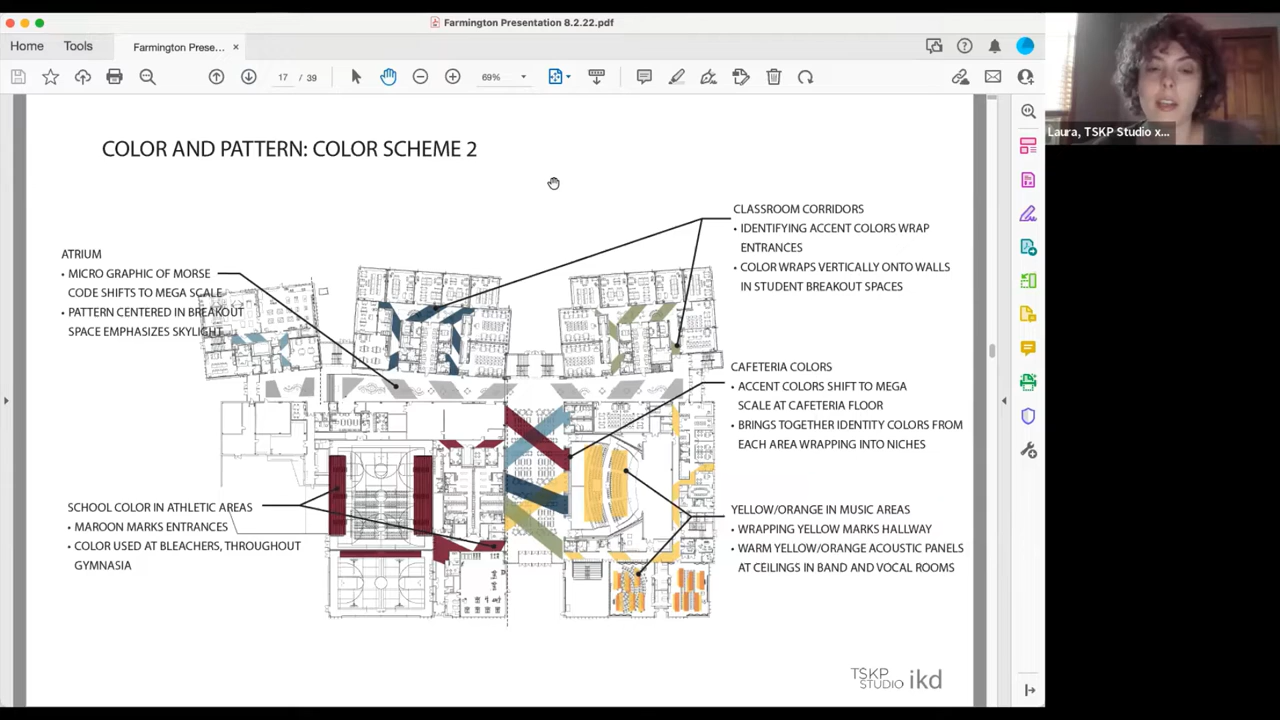 Farmington Presentation 8.2.22.pdf
Home
Tools
Farmington Prese...
17 / 39
69%
Laura, TSKP Studio x...
COLOR AND PATTERN: COLOR SCHEME 2
CLASSROOM CORRIDORS
• IDENTIFYING ACCENT COLORS WRAP
ENTRANCES
• COLOR WRAPS VERTICALLY ONTO WALLS
IN STUDENT BREAKOUT SPACES
ATRIUM
• MICRO GRAPHIC OF MORSE
CODE SHIFTS TO MEGA SCALE
• PATTERN CENTERED IN BREAKOUT
SPACE EMPHASIZES SKYLIGHT
CAFETERIA COLORS
• ACCENT COLORS SHIFT TO MEGA
SCALE AT CAFETERIA FLOOR
• BRINGS TOGETHER IDENTITY COLORS FROM
EACH AREA WRAPPING INTO NICHES
SCHOOL COLOR IN ATHLETIC AREAS
• MAROON MARKS ENTRANCES
• COLOR USED AT BLEACHERS, THROUGHOUT
GYMNASIA
YELLOW/ORANGE IN MUSIC AREAS
• WRAPPING YELLOW MARKS HALLWAY
• WARM YELLOW/ORANGE ACOUSTIC PANELS
AT CEILINGS IN BAND AND VOCAL ROOMS
TSKP
STUDIO
ikd